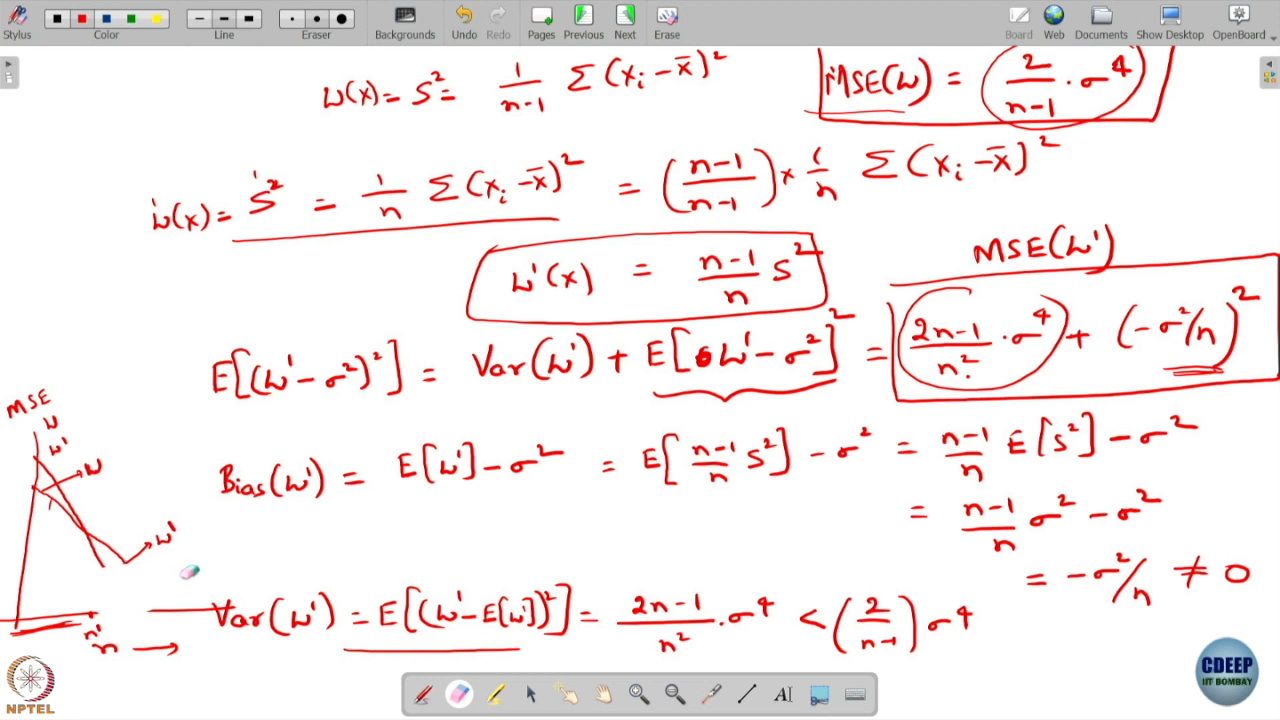 Stylus Color Line Eraser Backgrounds Undo Redo Pages Previous Next Erase Board Web Documents Show Desktop OpenBoard
W(x) = S² = 1/(n-1) Σ(xᵢ - x̄)²
MSE(W) = 2/(n-1) · σ⁴
W'(x) = S'² = 1/n Σ(xᵢ - x̄)² = ((n-1)/(n-1)) × 1/n Σ(xᵢ - x̄)²
W'(x) = (n-1)/n S²
MSE(W')
E[(W' - σ²)²] = Var(W') + E[W' - σ²]² = (2n-1)/n² · σ⁴ + (-σ²/n)²
MSE
W
W'
W
W'
n'
n
Bias(W') = E[W'] - σ² = E[(n-1)/n S²] - σ² = (n-1)/n E[S²] - σ²
= (n-1)/n σ² - σ²
= -σ²/n ≠ 0
Var(W') = E[(W' - E[W'])²] = (2n-1)/n² · σ⁴ < (2/(n-1)) σ⁴
NPTEL
CDEEP
IIT BOMBAY